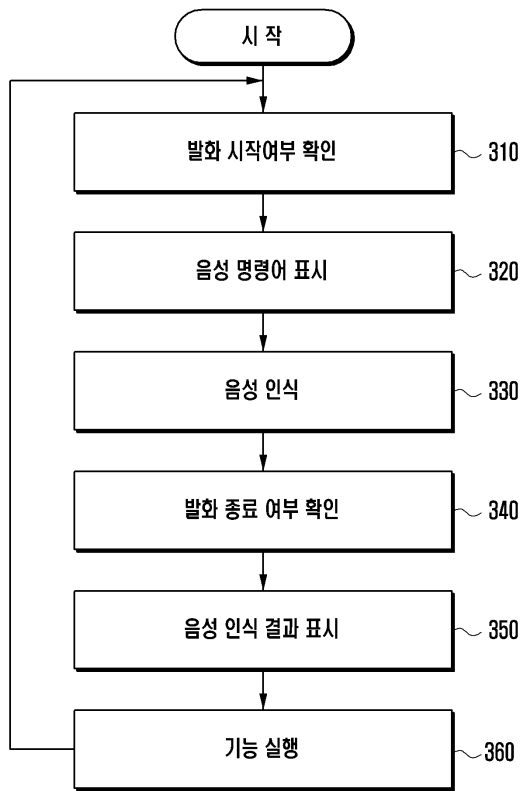 시 작
발화 시작여부 확인
310
음성 명령어 표시
320
음성 인식
330
발화 종료 여부 확인
340
음성 인식 결과 표시
350
기능 실행
360